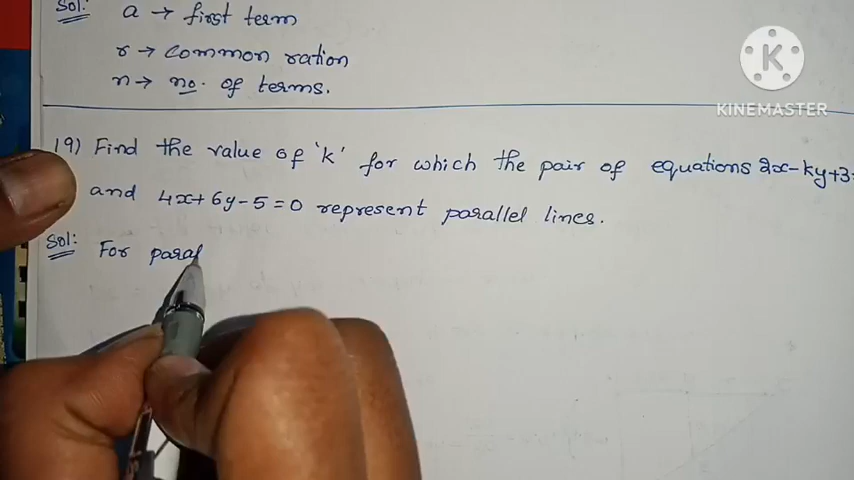 Sol: a → first term
r → common ration
n → no. of terms.
KINEMASTER
19) Find the value of 'k' for which the pair of equations 2x-ky+3
and 4x+6y-5=0 represent parallel lines.
Sol: For paral